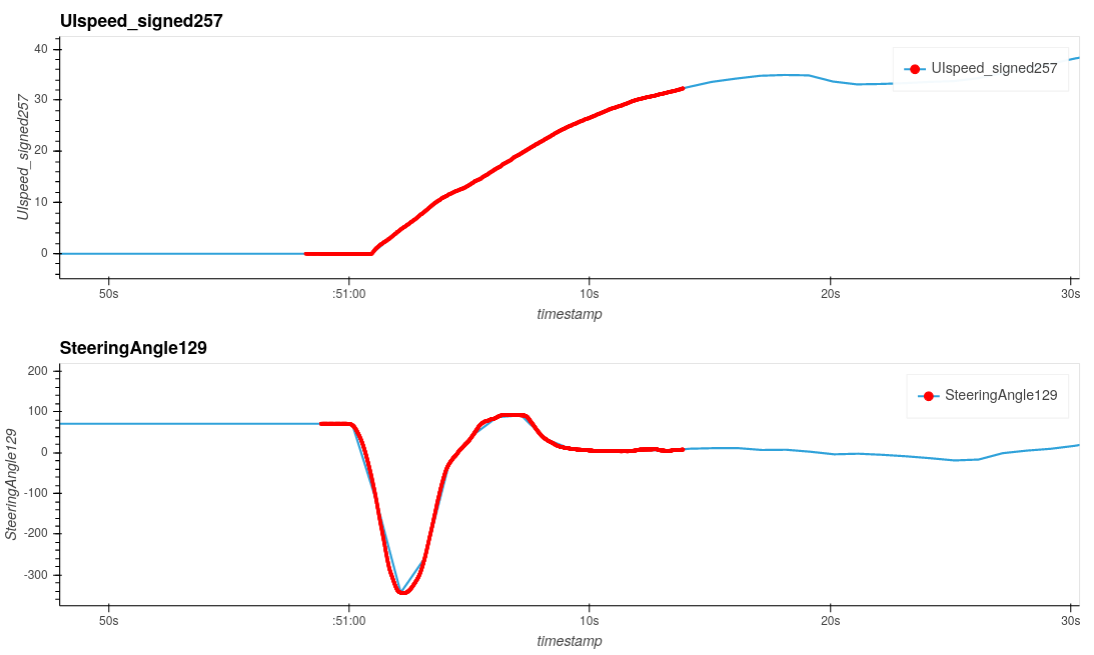 UIspeed_signed257
40
30
20
10
0
UIspeed_signed257
UIspeed_signed257
50s
:51:00
10s
20s
30s
timestamp
SteeringAngle129
200
100
0
-100
-200
-300
SteeringAngle129
SteeringAngle129
50s
:51:00
10s
20s
30s
timestamp